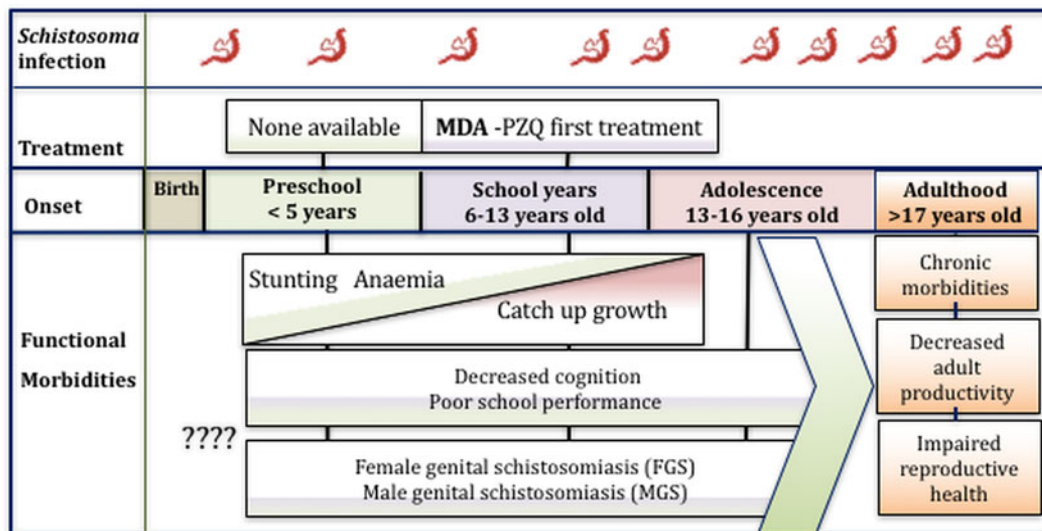 Schistosoma
infection
Treatment
None available
MDA -PZQ first treatment
Onset
Birth
Preschool
< 5 years
School years
6-13 years old
Adolescence
13-16 years old
Adulthood
>17 years old
Functional
Morbidities
Stunting Anaemia
Catch up growth
Decreased cognition
Poor school performance
????
Female genital schistosomiasis (FGS)
Male genital schistosomiasis (MGS)
Chronic
morbidities
Decreased
adult
productivity
Impaired
reproductive
health